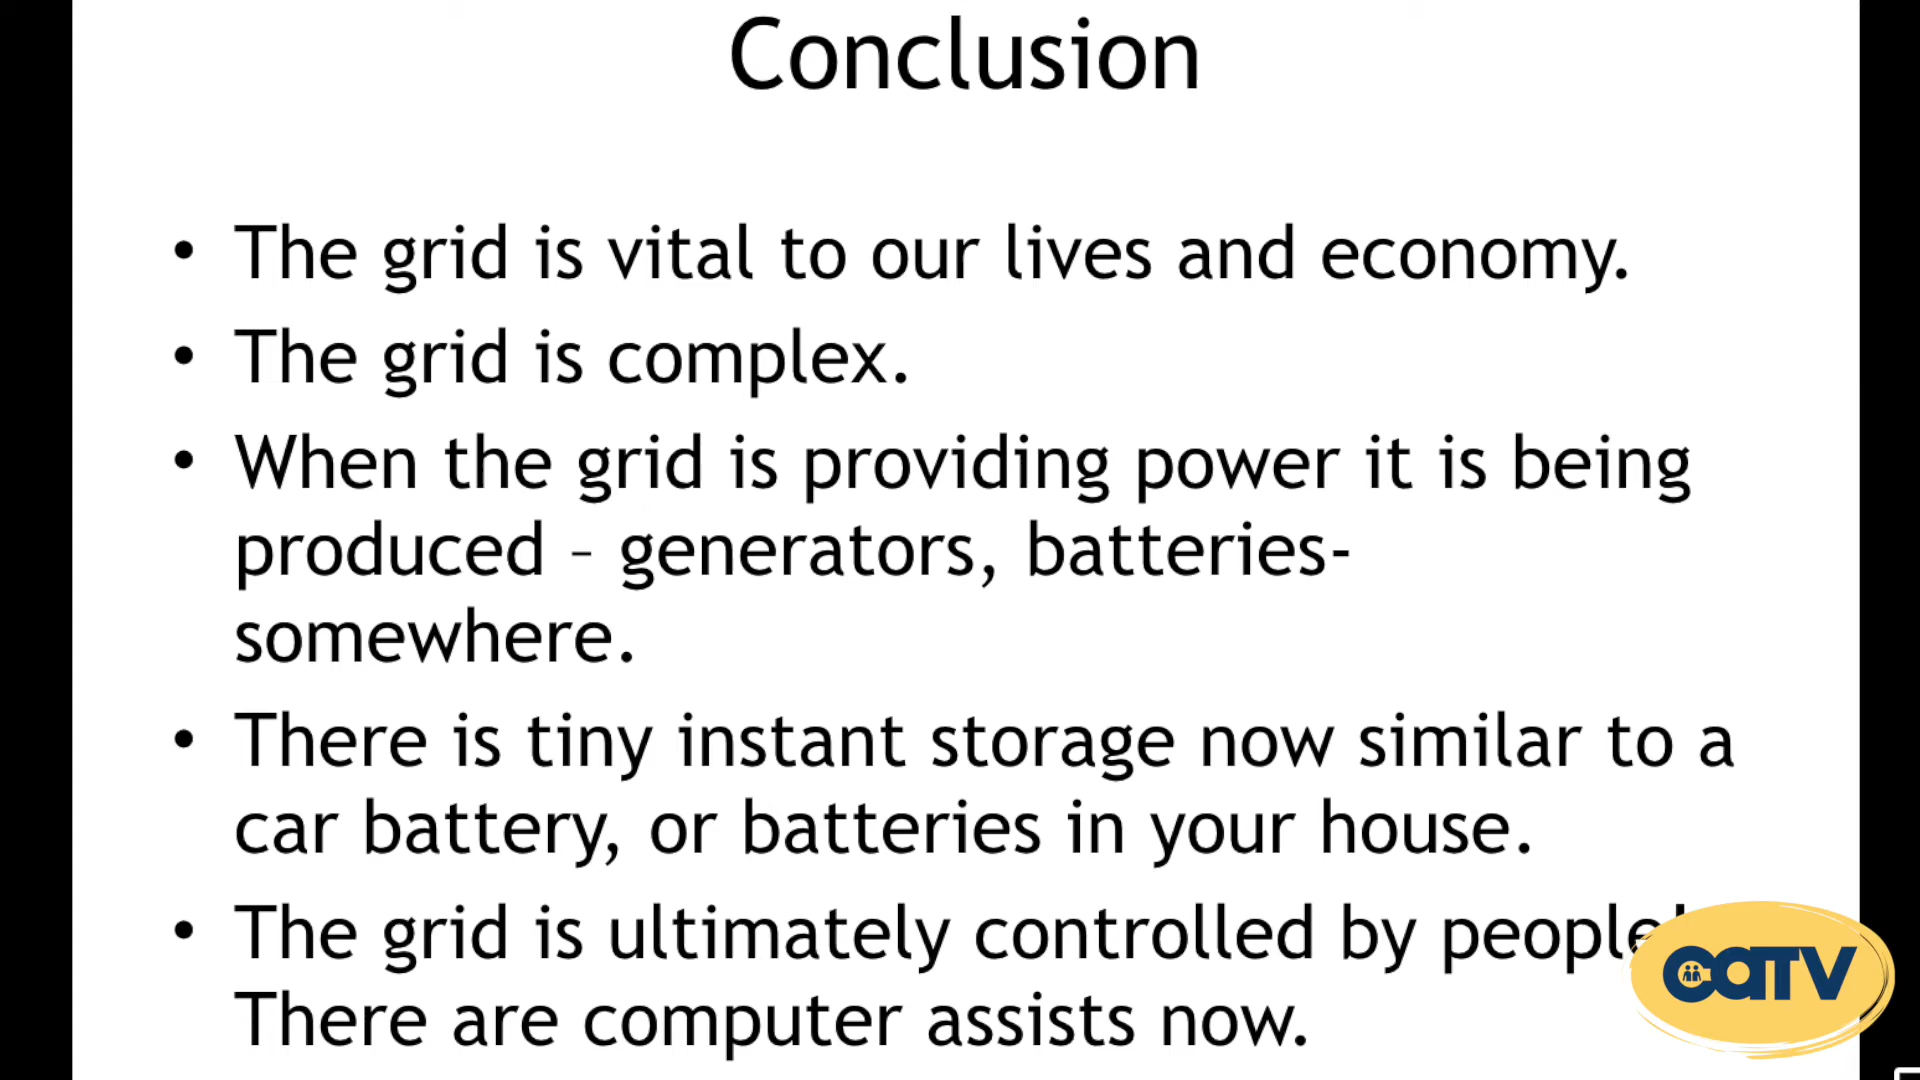 Conclusion
• The grid is vital to our lives and economy.
• The grid is complex.
• When the grid is providing power it is being
produced – generators, batteries-
somewhere.
• There is tiny instant storage now similar to a
car battery, or batteries in your house.
• The grid is ultimately controlled by people!
There are computer assists now.
CATV